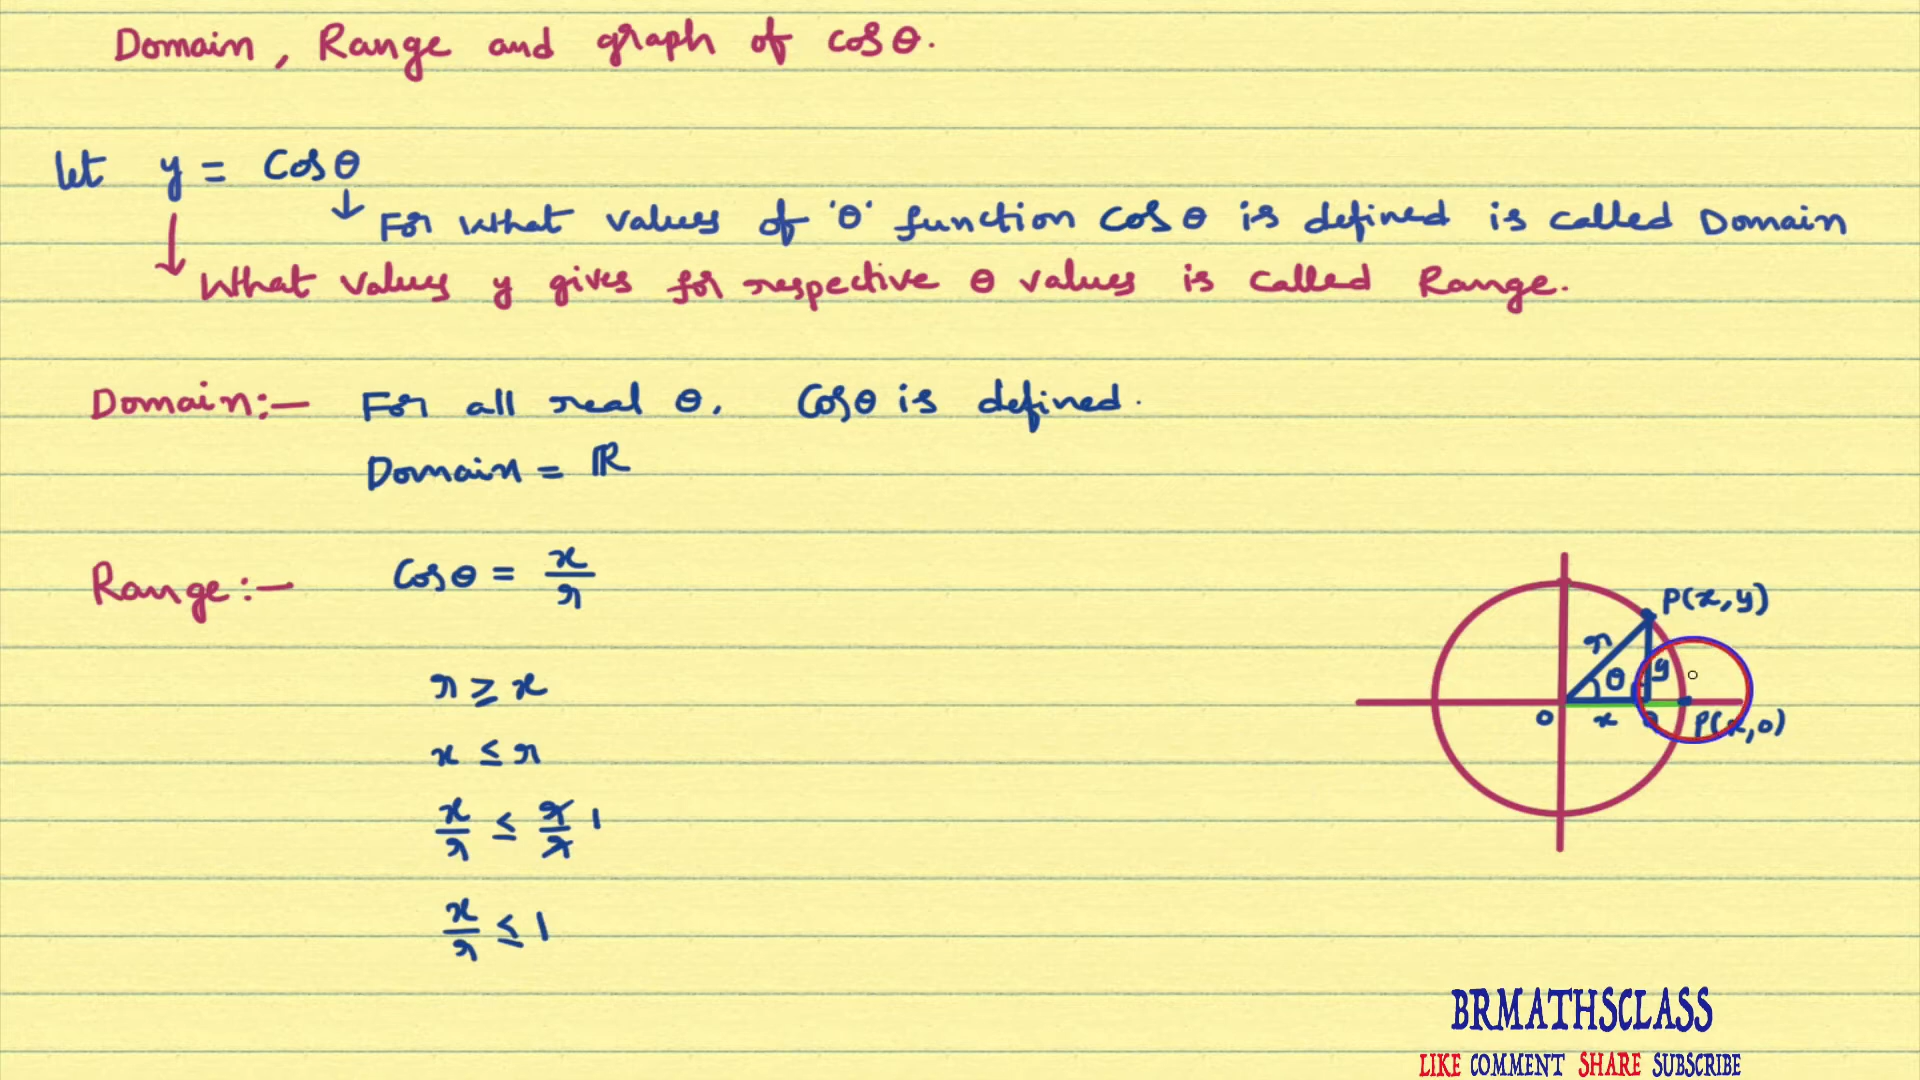 Domain, Range and graph of cosθ.
let y = Cosθ
For what values of 'θ' function cosθ is defined is called Domain
What values y gives for respective θ values is called Range.
Domain:- For all real θ, Cosθ is defined.
Domain = ℝ
Range:- Cosθ = x/r
r ≥ x
x ≤ r
x/r ≤ r/r 1
x/r ≤ 1
P(x,y)
r
θ
y
O
x
P(x,0)
BRMATHSCLASS
LIKE COMMENT SHARE SUBSCRIBE